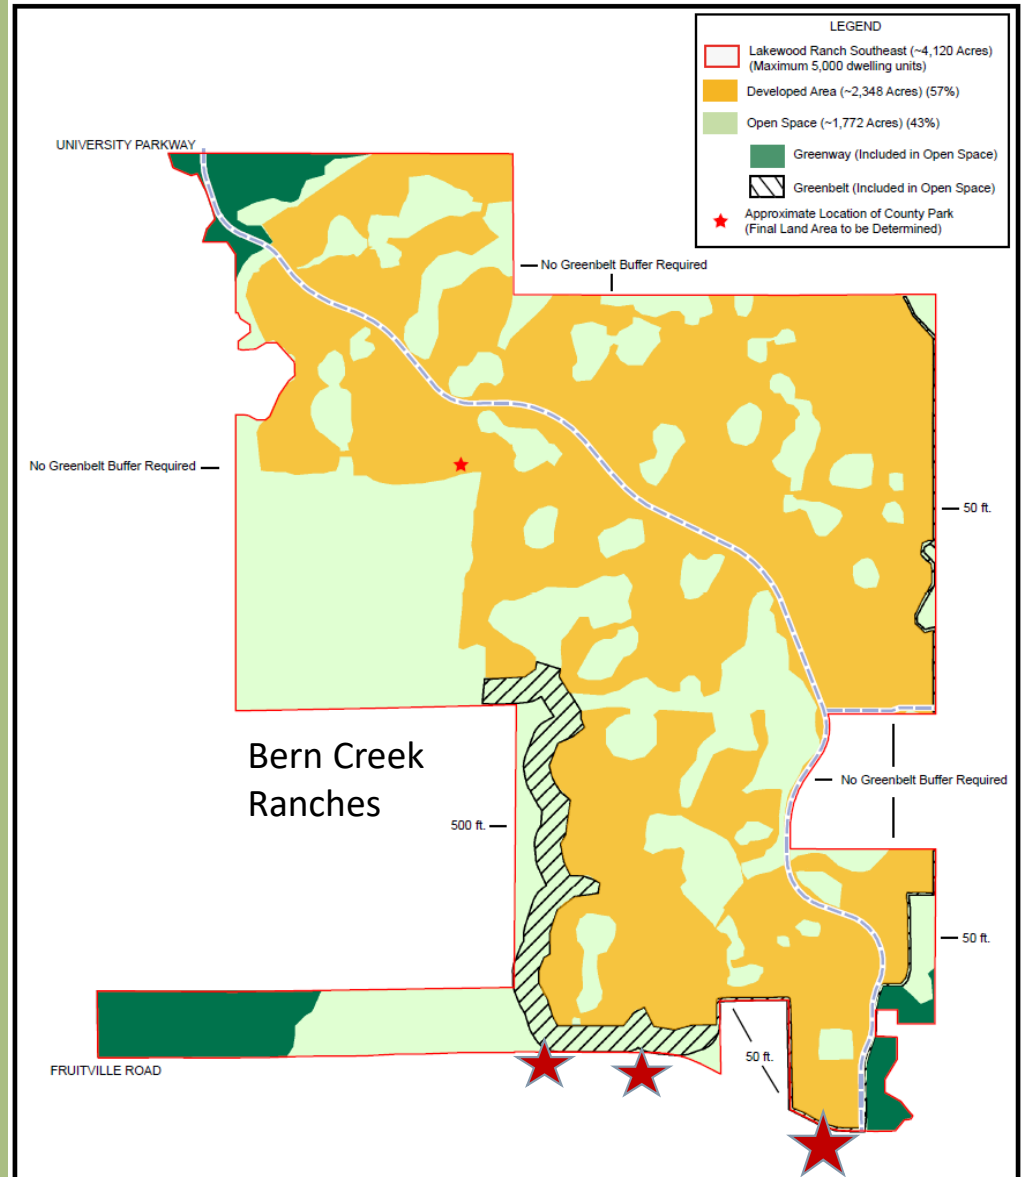 LEGEND
Lakewood Ranch Southeast (~4,120 Acres)
(Maximum 5,000 dwelling units)
Developed Area (~2,348 Acres) (57%)
Open Space (~1,772 Acres) (43%)
Greenway (Included in Open Space)
Greenbelt (Included in Open Space)
Approximate Location of County Park
(Final Land Area to be Determined)
UNIVERSITY PARKWAY
No Greenbelt Buffer Required
No Greenbelt Buffer Required
50 ft.
Bern Creek
Ranches
No Greenbelt Buffer Required
500 ft.
50 ft.
50 ft.
FRUITVILLE ROAD